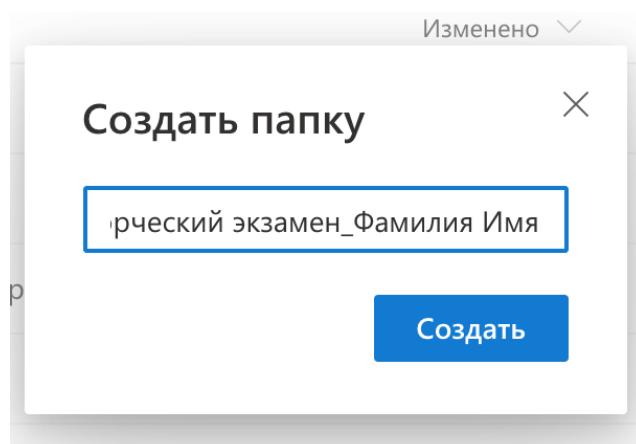 Изменено
Создать папку
рческий экзамен_Фамилия Имя
Создать